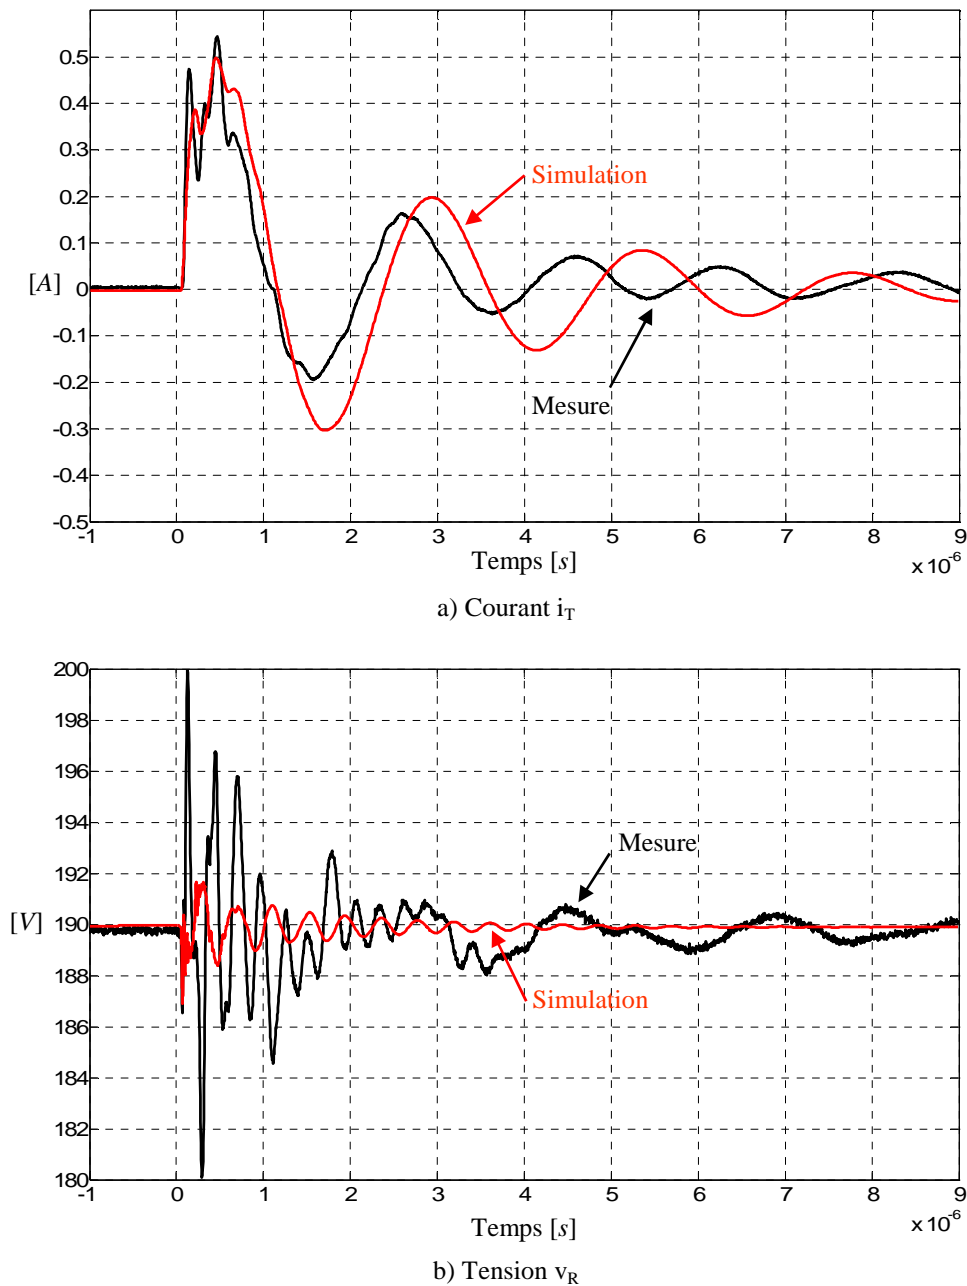 0.5
0.4
0.3
0.2
0.1
[A]
0
-0.1
-0.2
-0.3
-0.4
-0.5
Simulation
Mesure
-1 0 1 2 3 4 5 6 7 8 9
Temps [s]
x 10⁻⁶
a) Courant i_T
200
198
196
194
192
[V]
190
188
186
184
182
180
Mesure
Simulation
-1 0 1 2 3 4 5 6 7 8 9
Temps [s]
x 10⁻⁶
b) Tension v_R